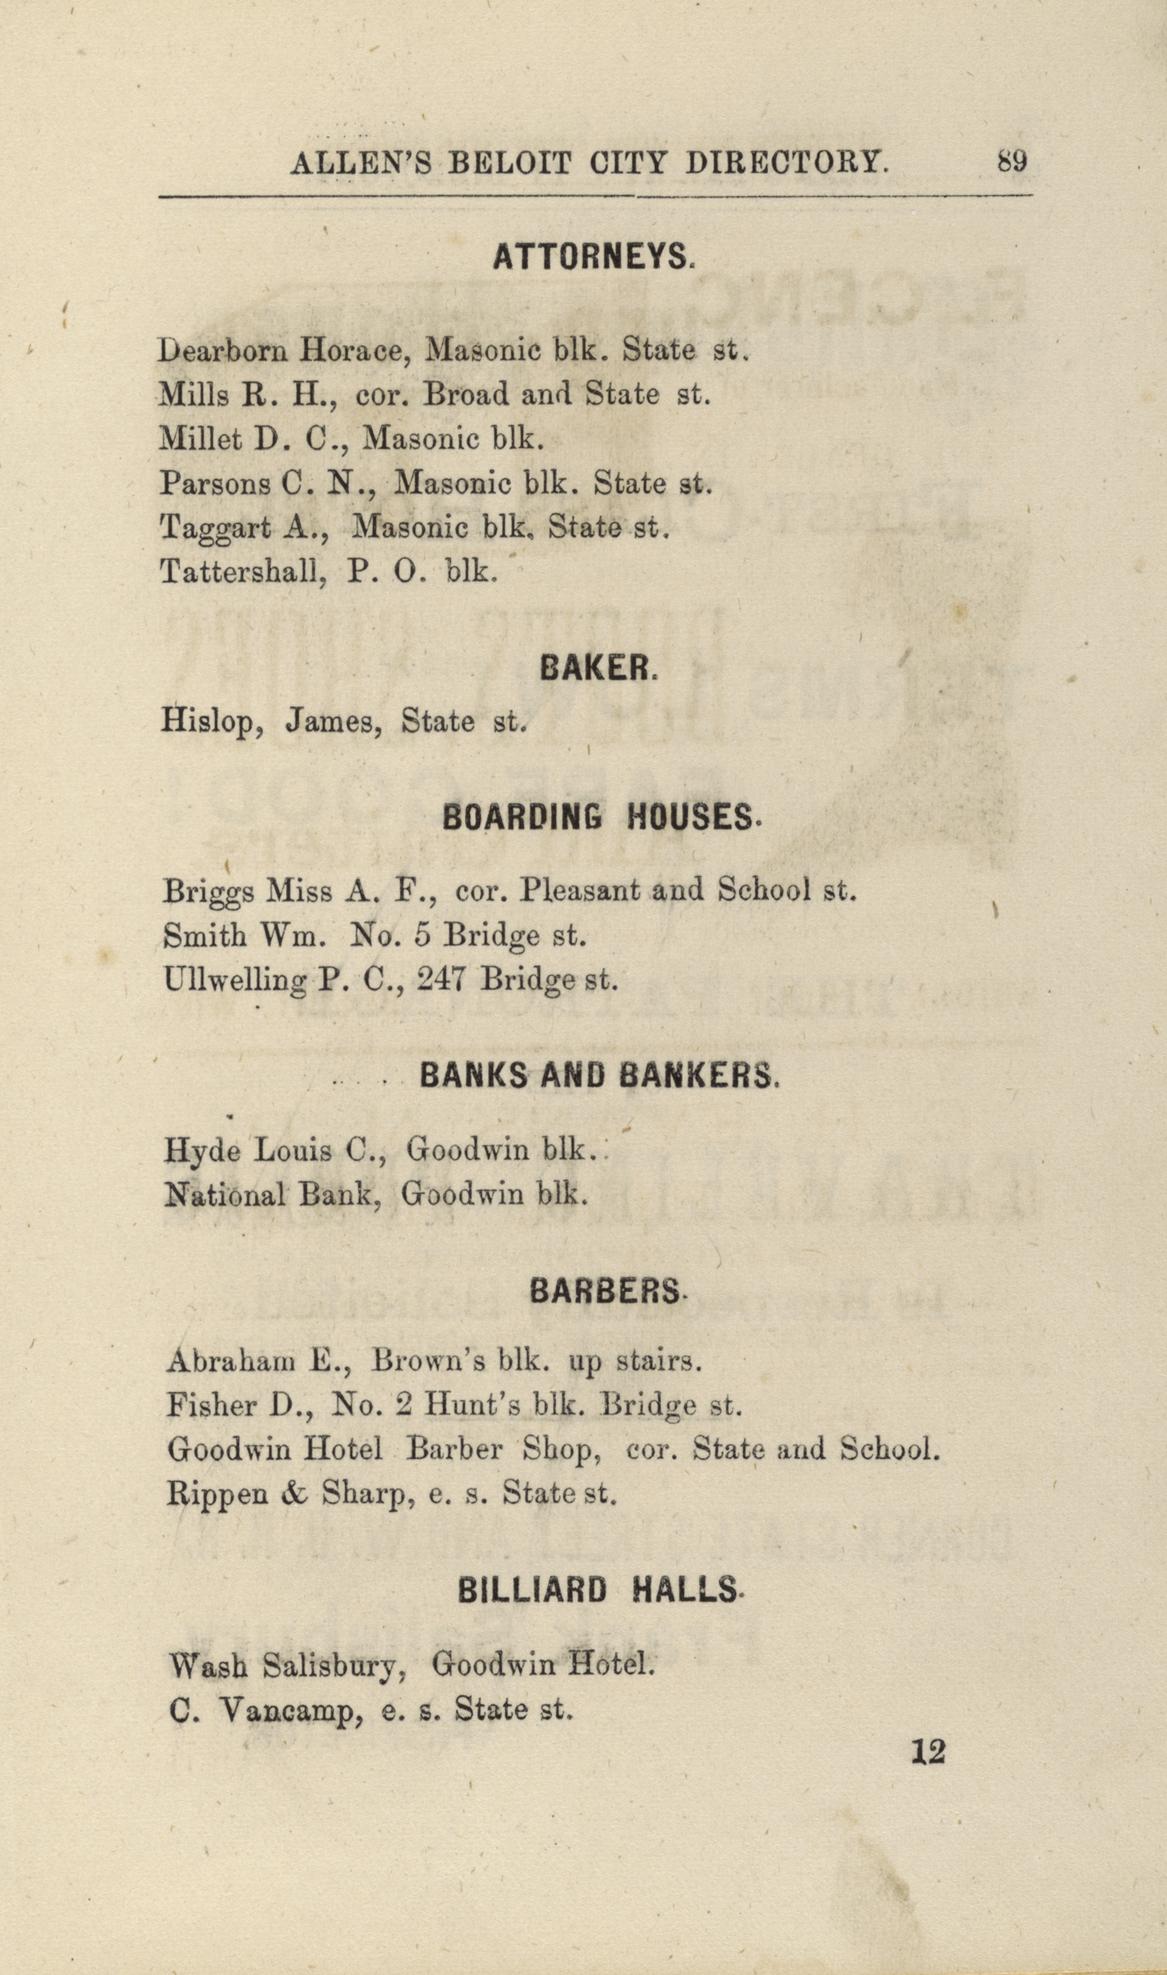 ALLEN'S BELOIT CITY DIRECTORY. 89
ATTORNEYS.
Dearborn Horace, Masonic blk. State st.
Mills R. H., cor. Broad and State st.
Millet D. C., Masonic blk.
Parsons C. N., Masonic blk. State st.
Taggart A., Masonic blk, State st.
Tattershall, P. O. blk.
BAKER.
Hislop, James, State st.
BOARDING HOUSES.
Briggs Miss A. F., cor. Pleasant and School st.
Smith Wm. No. 5 Bridge st.
Ullwelling P. C., 247 Bridge st.
BANKS AND BANKERS.
Hyde Louis C., Goodwin blk.
National Bank, Goodwin blk.
BARBERS.
Abraham E., Brown's blk. up stairs.
Fisher D., No. 2 Hunt's blk. Bridge st.
Goodwin Hotel Barber Shop, cor. State and School.
Rippen & Sharp, e. s. State st.
BILLIARD HALLS.
Wash Salisbury, Goodwin Hotel.
C. Vancamp, e. s. State st.
12